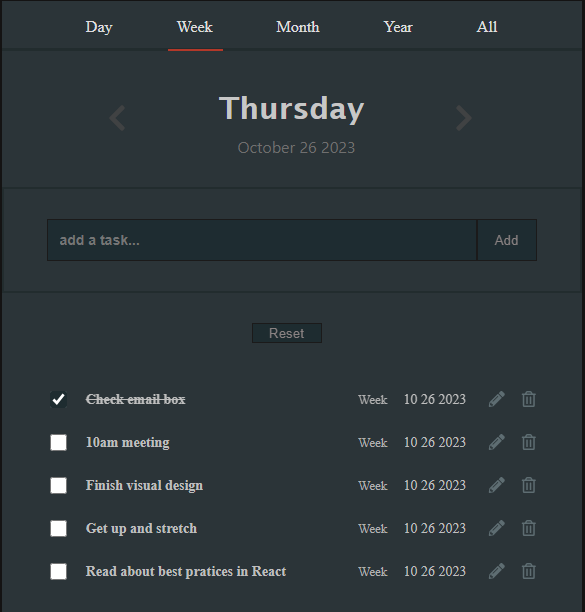 Day Week Month Year All
Thursday
October 26 2023
add a task... Add
Reset
Check email box Week 10 26 2023
10am meeting Week 10 26 2023
Finish visual design Week 10 26 2023
Get up and stretch Week 10 26 2023
Read about best pratices in React Week 10 26 2023